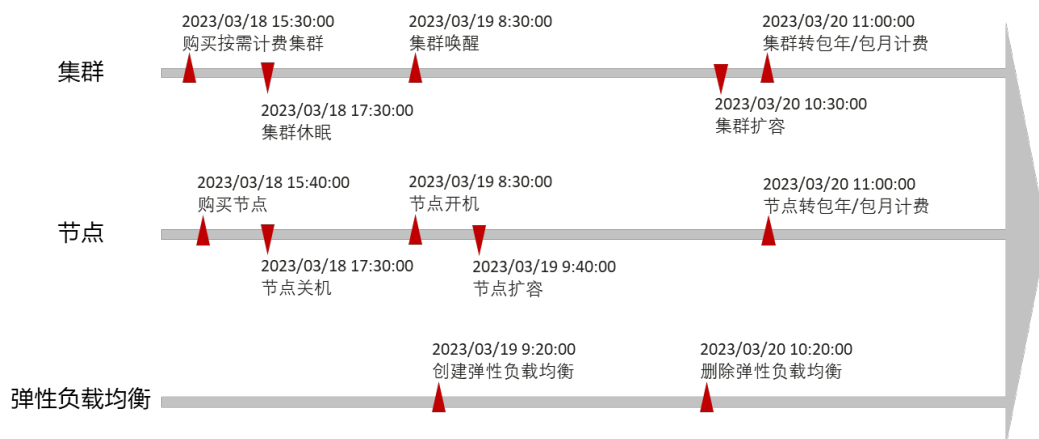 2023/03/18 15:30:00
购买按需计费集群
2023/03/19 8:30:00
集群唤醒
2023/03/20 11:00:00
集群转包年/包月计费
集群
2023/03/18 17:30:00
集群休眠
2023/03/20 10:30:00
集群扩容
2023/03/18 15:40:00
购买节点
2023/03/19 8:30:00
节点开机
2023/03/20 11:00:00
节点转包年/包月计费
节点
2023/03/18 17:30:00
节点关机
2023/03/19 9:40:00
节点扩容
2023/03/19 9:20:00
创建弹性负载均衡
2023/03/20 10:20:00
删除弹性负载均衡
弹性负载均衡